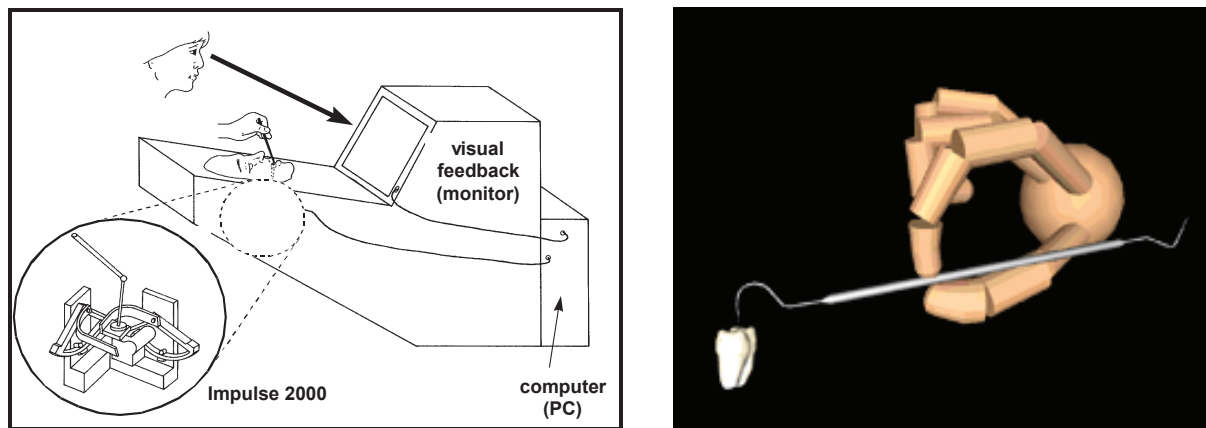 visual
feedback
(monitor)
Impulse 2000
computer
(PC)